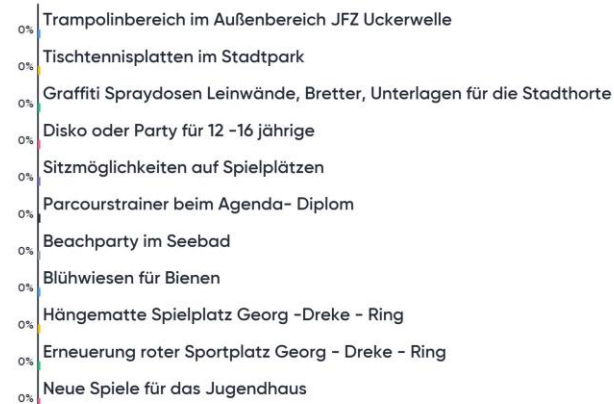 Trampolinbereich im Außenbereich JFZ Uckerwelle
0%
Tischtennisplatten im Stadtpark
0%
Graffiti Spraydosen Leinwände, Bretter, Unterlagen für die Stadthorte
0%
Disko oder Party für 12 -16 jährige
0%
Sitzmöglichkeiten auf Spielplätzen
0%
Parcourstrainer beim Agenda- Diplom
0%
Beachparty im Seebad
0%
Blühwiesen für Bienen
0%
Hängematte Spielplatz Georg -Dreke - Ring
0%
Erneuerung roter Sportplatz Georg - Dreke - Ring
0%
Neue Spiele für das Jugendhaus
0%